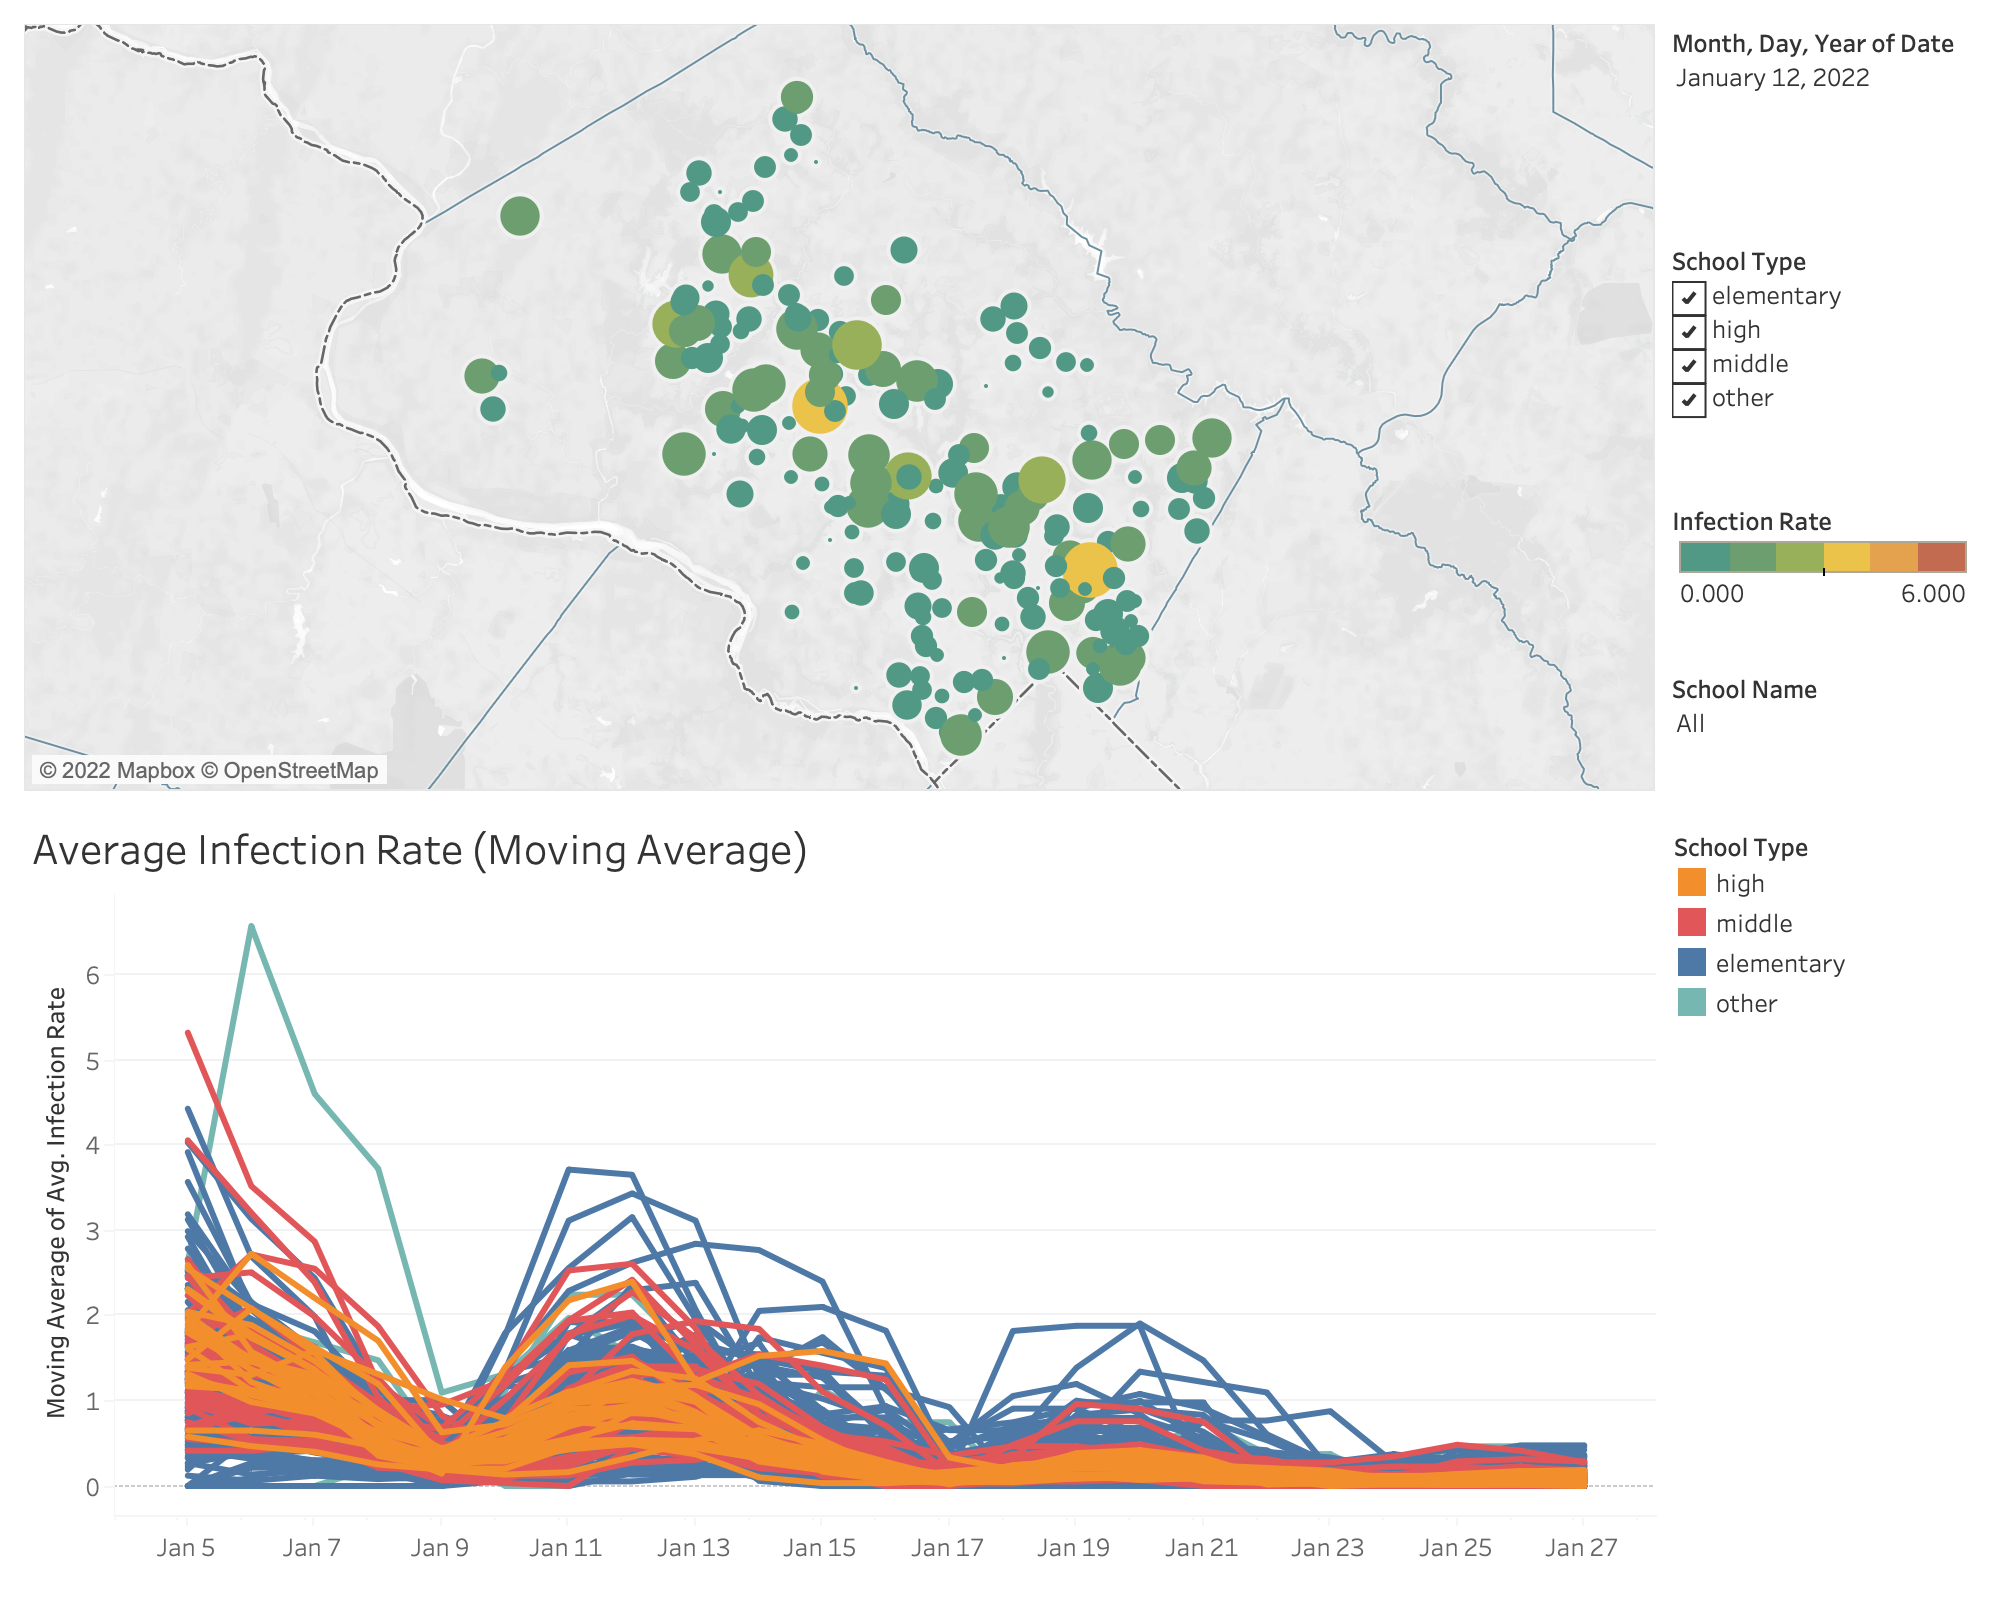 Month, Day, Year of Date
January 12, 2022
School Type
elementary
high
middle
other
Infection Rate
0.000 6.000
School Name
All
© 2022 Mapbox © OpenStreetMap
Average Infection Rate (Moving Average)
School Type
high
middle
elementary
other
Moving Average of Avg. Infection Rate
6
5
4
3
2
1
0
Jan 5 Jan 7 Jan 9 Jan 11 Jan 13 Jan 15 Jan 17 Jan 19 Jan 21 Jan 23 Jan 25 Jan 27